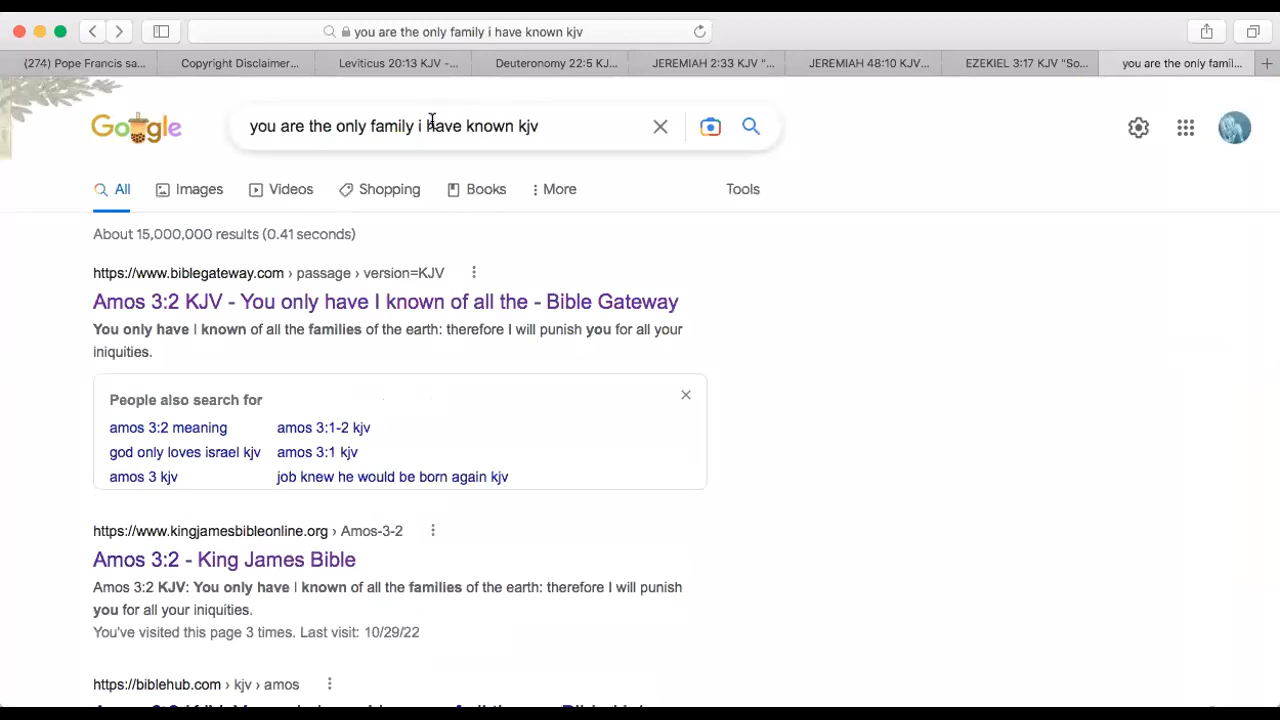 you are the only family i have known kjv
(274) Pope Francis sa... Copyright Disclaimer... Leviticus 20:13 KJV -... Deuteronomy 22:5 KJ... JEREMIAH 2:33 KJV "... JEREMIAH 48:10 KJV... EZEKIEL 3:17 KJV "So... you are the only famil...
Google you are the only family i have known kjv
All Images Videos Shopping Books More Tools
About 15,000,000 results (0.41 seconds)
https://www.biblegateway.com › passage › version=KJV
Amos 3:2 KJV - You only have I known of all the - Bible Gateway
You only have I known of all the families of the earth: therefore I will punish you for all your
iniquities.
People also search for
amos 3:2 meaning amos 3:1-2 kjv
god only loves israel kjv amos 3:1 kjv
amos 3 kjv job knew he would be born again kjv
https://www.kingjamesbibleonline.org › Amos-3-2
Amos 3:2 - King James Bible
Amos 3:2 KJV: You only have I known of all the families of the earth: therefore I will punish
you for all your iniquities.
You've visited this page 3 times. Last visit: 10/29/22
https://biblehub.com › kjv › amos